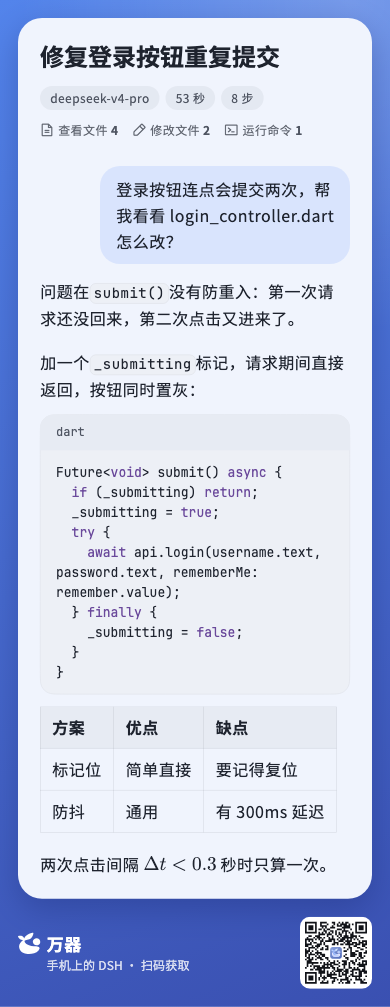 修复登录按钮重复提交
deepseek-v4-pro 53 秒 8 步
查看文件 4 修改文件 2 运行命令 1
登录按钮连点会提交两次，帮
我看看 login_controller.dart
怎么改？
问题在 submit() 没有防重入：第一次请
求还没回来，第二次点击又进来了。
加一个 _submitting 标记，请求期间直接
返回，按钮同时置灰：
dart
Future<void> submit() async {
  if (_submitting) return;
  _submitting = true;
  try {
    await api.login(username.text,
password.text, rememberMe:
remember.value);
  } finally {
    _submitting = false;
  }
}
方案 优点 缺点
标记位 简单直接 要记得复位
防抖 通用 有 300ms 延迟
两次点击间隔 Δt < 0.3 秒时只算一次。
万器
手机上的 DSH · 扫码获取